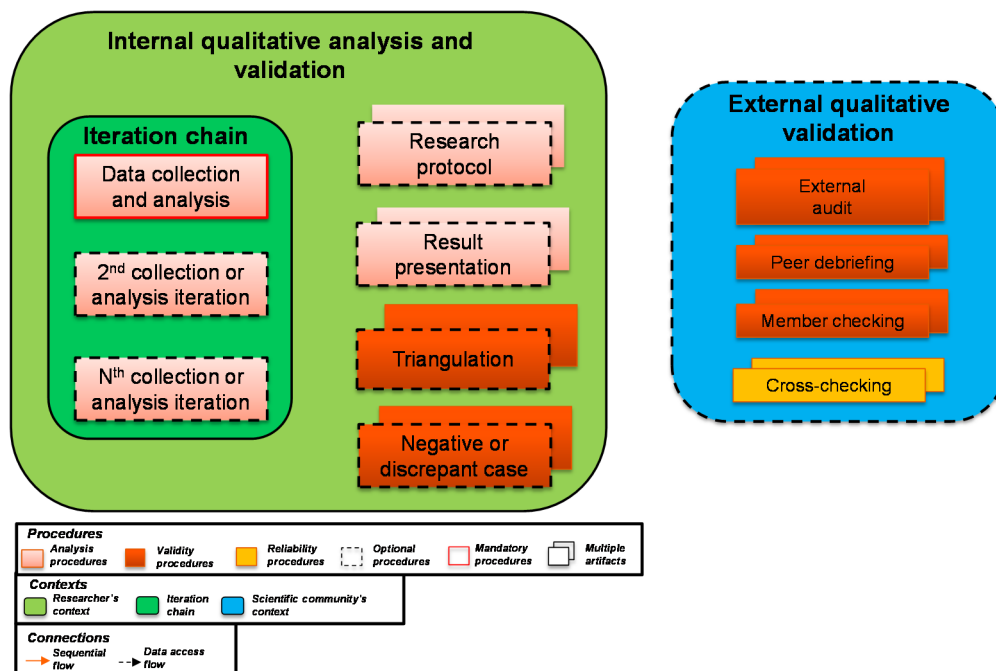 Internal qualitative analysis and
validation
Iteration chain
Data collection
and analysis
2nd collection or
analysis iteration
Nth collection or
analysis iteration
Research
protocol
Result
presentation
Triangulation
Negative or
discrepant case
External qualitative
validation
External
audit
Peer debriefing
Member checking
Cross-checking
Procedures
Analysis
procedures
Validity
procedures
Reliability
procedures
Optional
procedures
Mandatory
procedures
Multiple
artifacts
Contexts
Researcher's
context
Iteration
chain
Scientific community's
context
Connections
Sequential
flow
Data access
flow